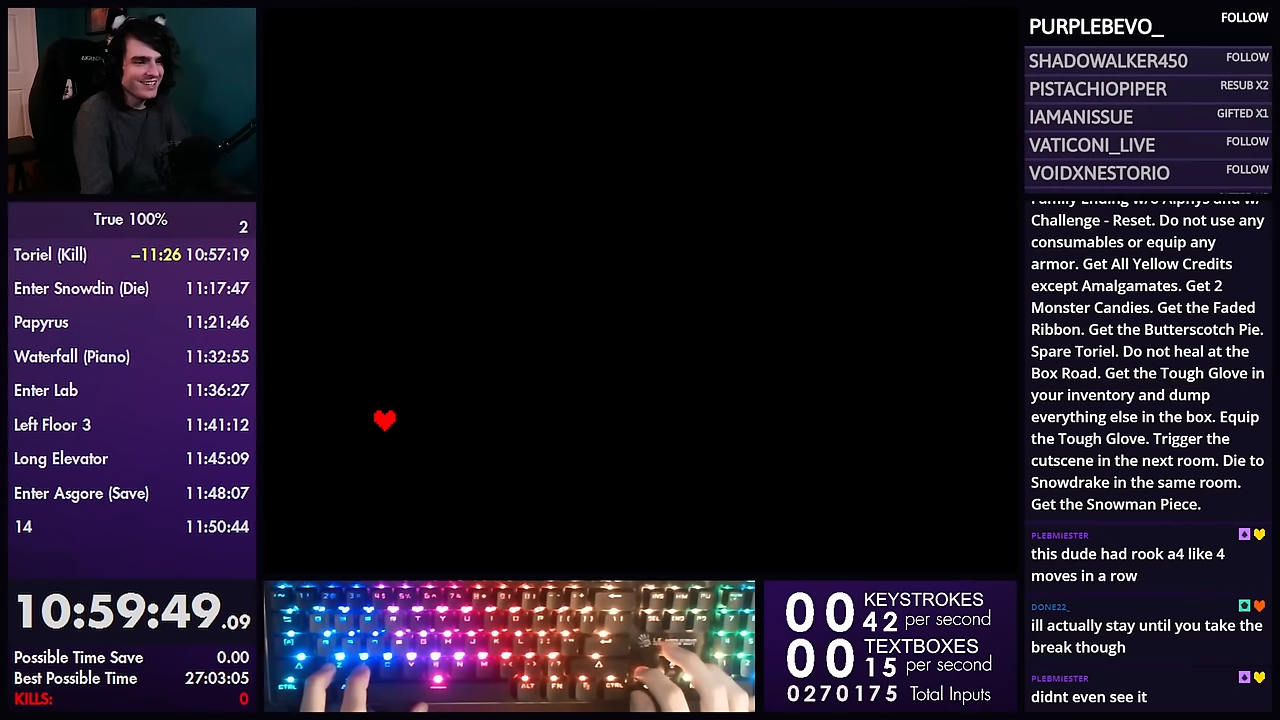 True 100%
2
Toriel (Kill) −11:26 10:57:19
Enter Snowdin (Die) 11:17:47
Papyrus 11:21:46
Waterfall (Piano) 11:32:55
Enter Lab 11:36:27
Left Floor 3 11:41:12
Long Elevator 11:45:09
Enter Asgore (Save) 11:48:07
14 11:50:44
10:59:49.09
Possible Time Save 0.00
Best Possible Time 27:03:05
KILLS: 0
00 KEYSTROKES
42 per second
00 TEXTBOXES
15 per second
0270175 Total Inputs
PURPLEBEVO_ FOLLOW
SHADOWALKER450 FOLLOW
PISTACHIOPIPER RESUB X2
IAMANISSUE GIFTED X1
VATICONI_LIVE FOLLOW
VOIDXNESTORIO FOLLOW
Family Ending w/o Alphys and w/
Challenge - Reset. Do not use any
consumables or equip any
armor. Get All Yellow Credits
except Amalgamates. Get 2
Monster Candies. Get the Faded
Ribbon. Get the Butterscotch Pie.
Spare Toriel. Do not heal at the
Box Road. Get the Tough Glove in
your inventory and dump
everything else in the box. Equip
the Tough Glove. Trigger the
cutscene in the next room. Die to
Snowdrake in the same room.
Get the Snowman Piece.
PLEBMIESTER
this dude had rook a4 like 4
moves in a row
DONE22_
ill actually stay until you take the
break though
PLEBMIESTER
didnt even see it